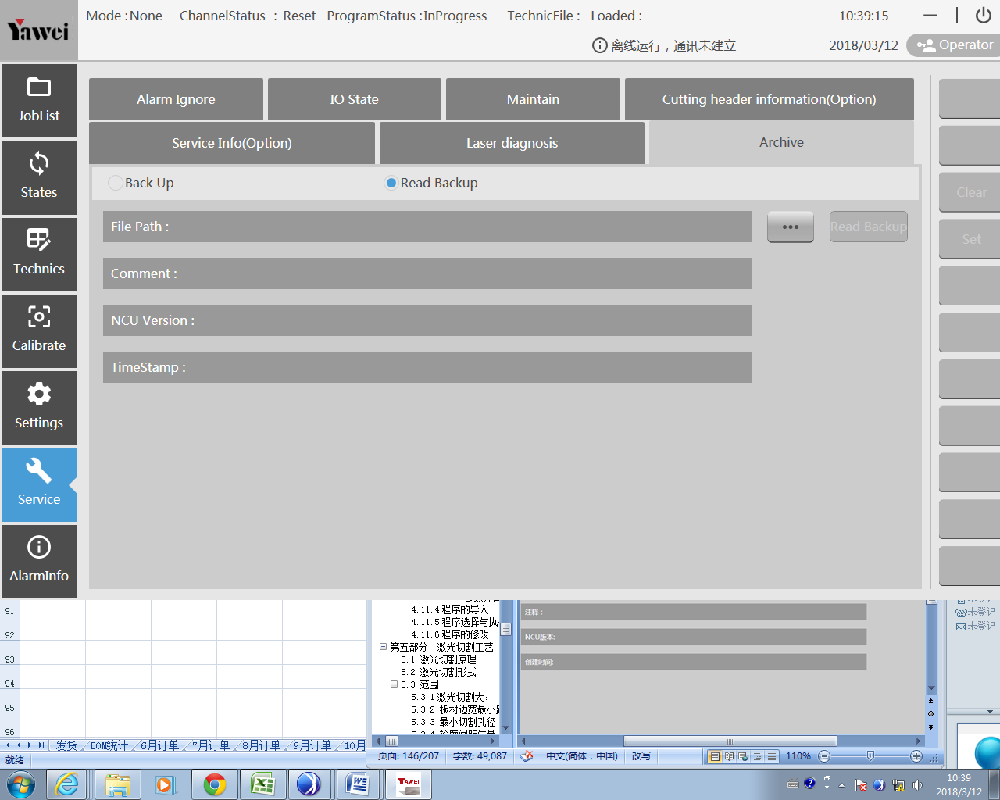 Yawei
Mode : None ChannelStatus : Reset ProgramStatus : InProgress TechnicFile : Loaded : 10:39:15
离线运行，通讯未建立 2018/03/12 Operator
JobList
States
Technics
Calibrate
Settings
Service
AlarmInfo
Alarm Ignore IO State Maintain Cutting header information(Option)
Service Info(Option) Laser diagnosis Archive
Back Up Read Backup
File Path : ••• Read Backup
Comment :
NCU Version :
TimeStamp :
Clear
Set
91
92
93
94
95
96
发货 BOM统计 6月订单 7月订单 8月订单 9月订单 10月
就绪
4.11.4 程序的导入
4.11.5 程序选择与执
4.11.6 程序的修改
第五部分 激光切割工艺
5.1 激光切割原理
5.2 激光切割形式
5.3 范围
5.3.1 激光切割大，中
5.3.2 板材边宽最小距
5.3.3 最小切割孔径
注释：
NCU版本:
创建时间:
未登记
未登记
页面: 146/207 字数: 49,087 中文(简体，中国) 改写 110%
YAWEI
10:39
2018/3/12